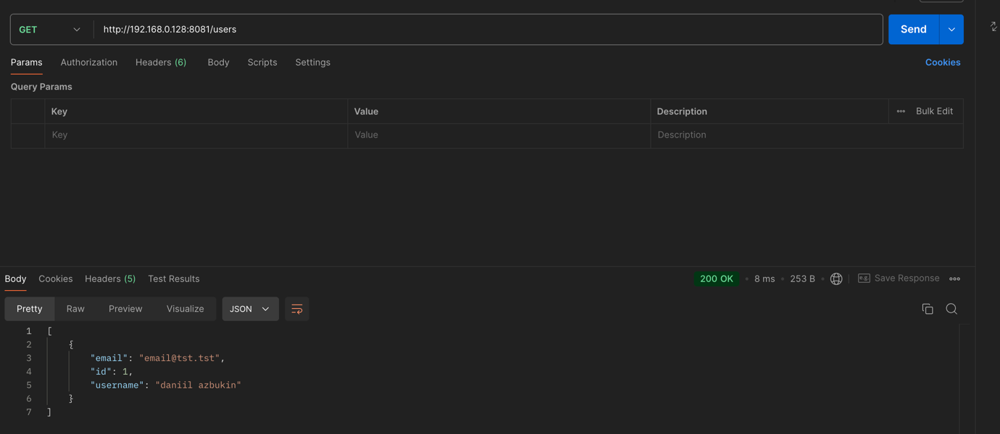 GET http://192.168.0.128:8081/users Send
Params Authorization Headers (6) Body Scripts Settings Cookies
Query Params
Key Value Description Bulk Edit
Key Value Description
Body Cookies Headers (5) Test Results 200 OK 8 ms 253 B e.g. Save Response
Pretty Raw Preview Visualize JSON
1 [
2 {
3 "email": "email@tst.tst",
4 "id": 1,
5 "username": "daniil azbukin"
6 }
7 ]